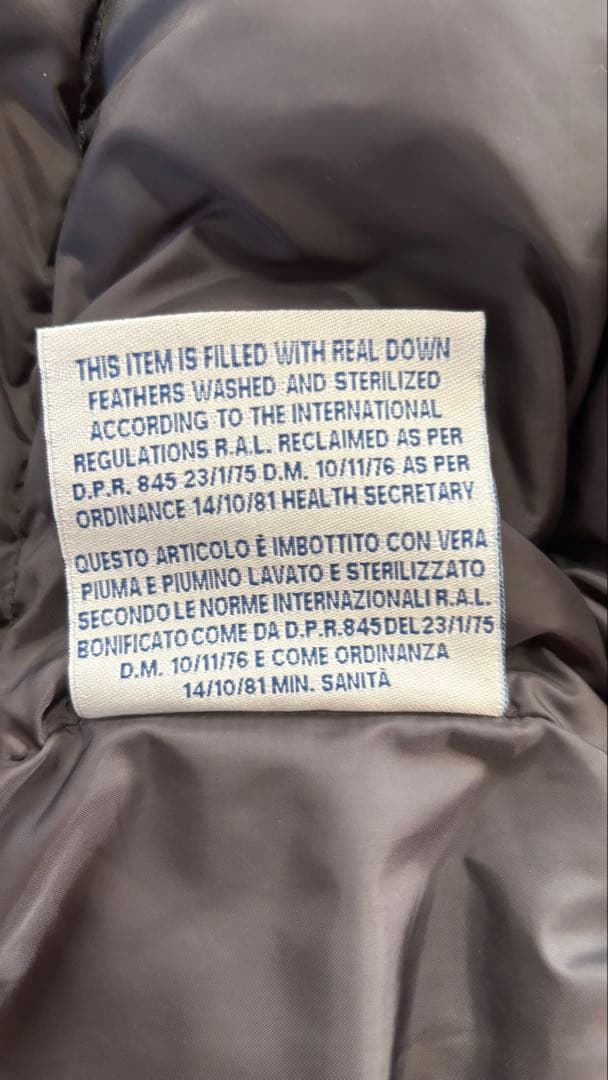 THIS ITEM IS FILLED WITH REAL DOWN
FEATHERS WASHED AND STERILIZED
ACCORDING TO THE INTERNATIONAL
REGULATIONS R.A.L. RECLAIMED AS PER
D.P.R. 845 23/1/75 D.M. 10/11/76 AS PER
ORDINANCE 14/10/81 HEALTH SECRETARY
QUESTO ARTICOLO È IMBOTTITO CON VERA
PIUMA E PIUMINO LAVATO E STERILIZZATO
SECONDO LE NORME INTERNAZIONALI R.A.L.
BONIFICATO COME DA D.P.R.845 DEL 23/1/75
D.M. 10/11/76 E COME ORDINANZA
14/10/81 MIN. SANITÀ